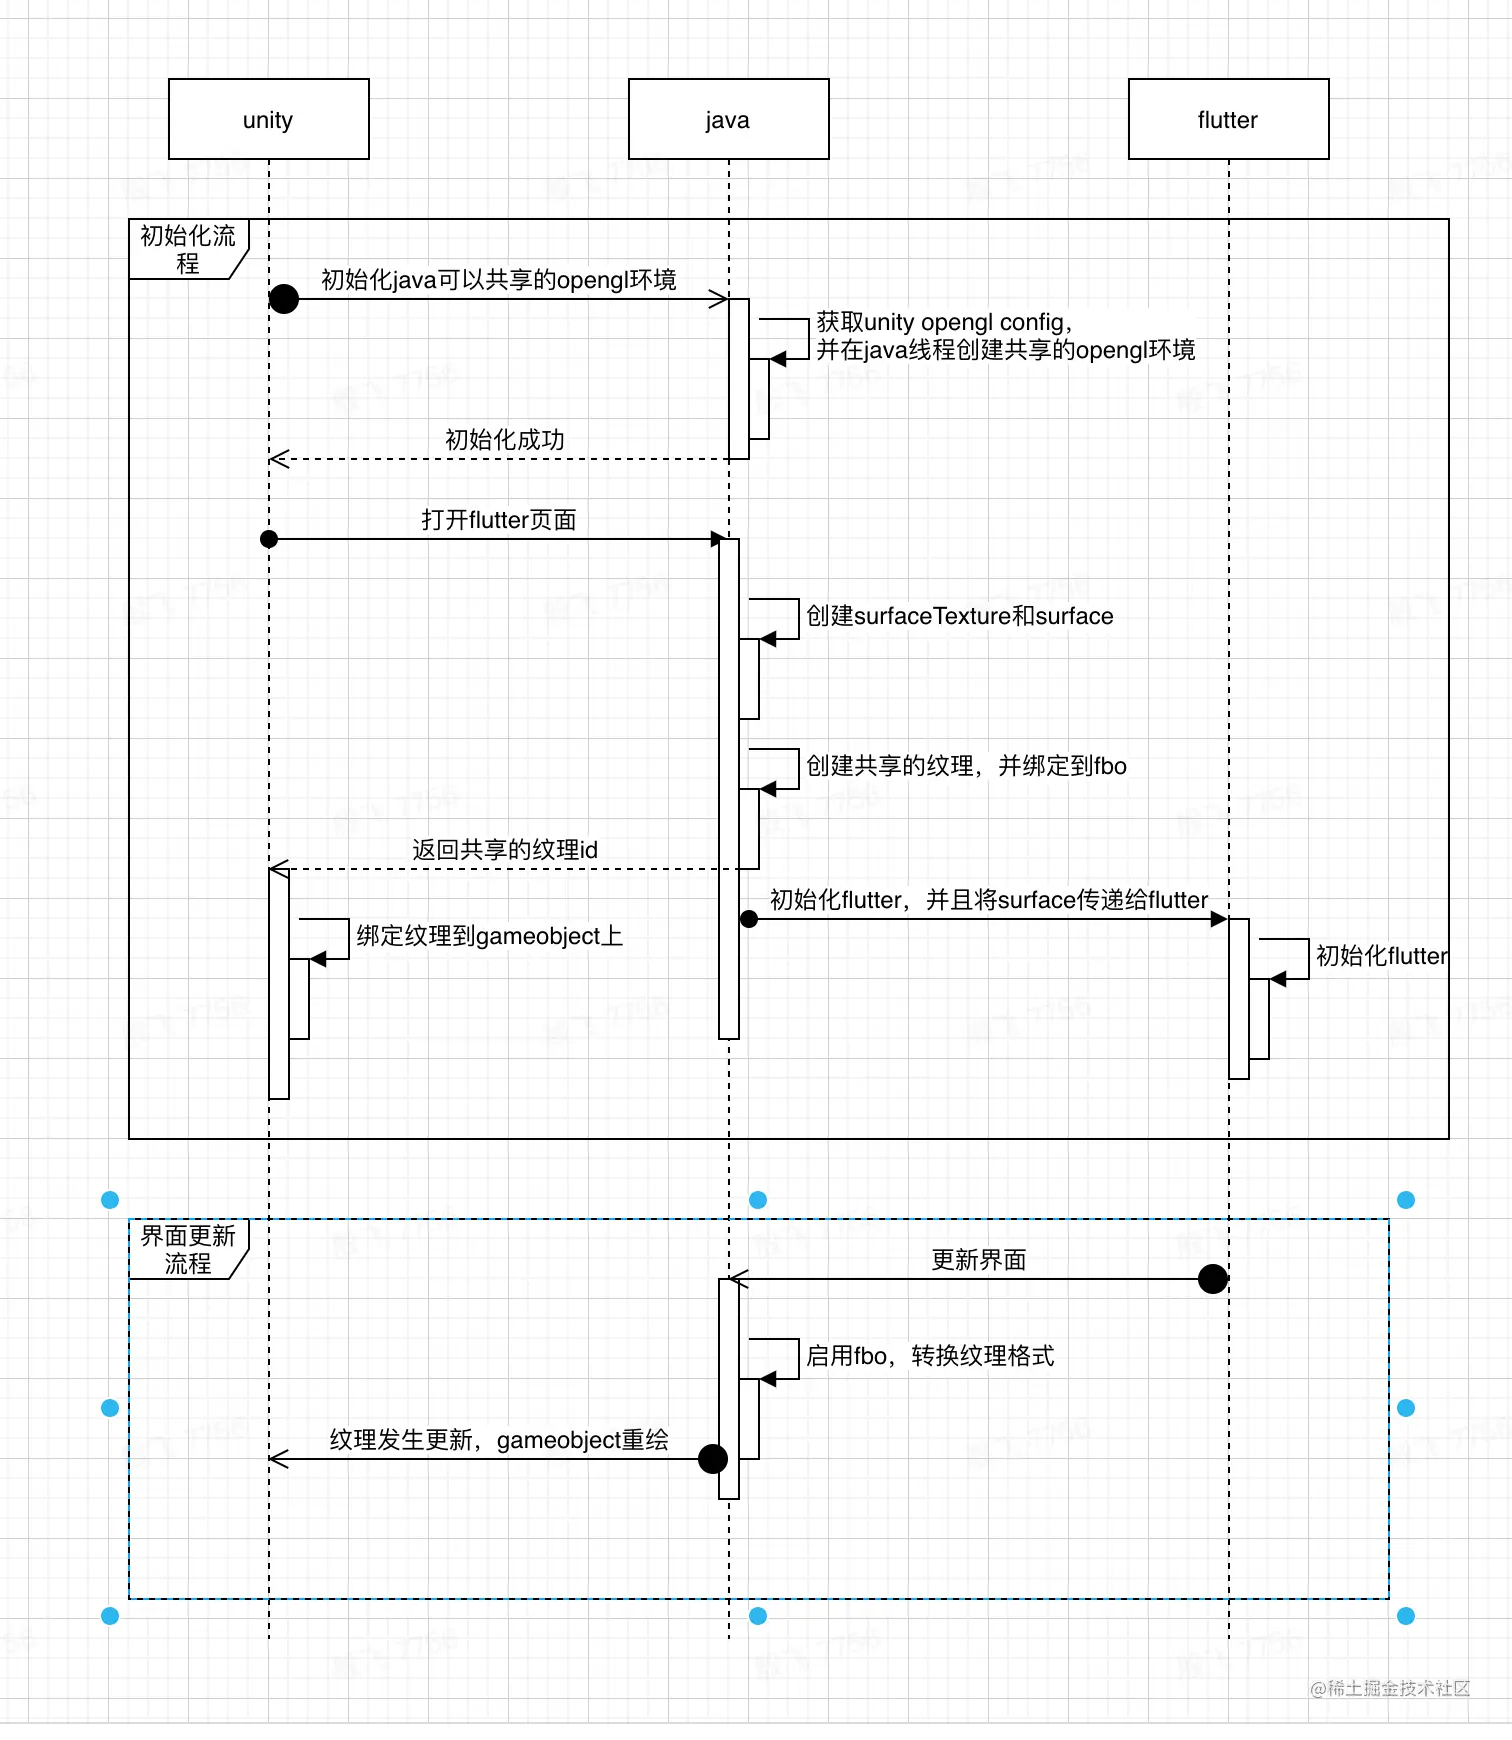 unity
java
flutter
初始化流
程
初始化java可以共享的opengl环境
获取unity opengl config，
并在java线程创建共享的opengl环境
初始化成功
打开flutter页面
创建surfaceTexture和surface
创建共享的纹理，并绑定到fbo
返回共享的纹理id
初始化flutter，并且将surface传递给flutter
绑定纹理到gameobject上
初始化flutter
界面更新
流程
更新界面
启用fbo，转换纹理格式
纹理发生更新，gameobject重绘
@稀土掘金技术社区